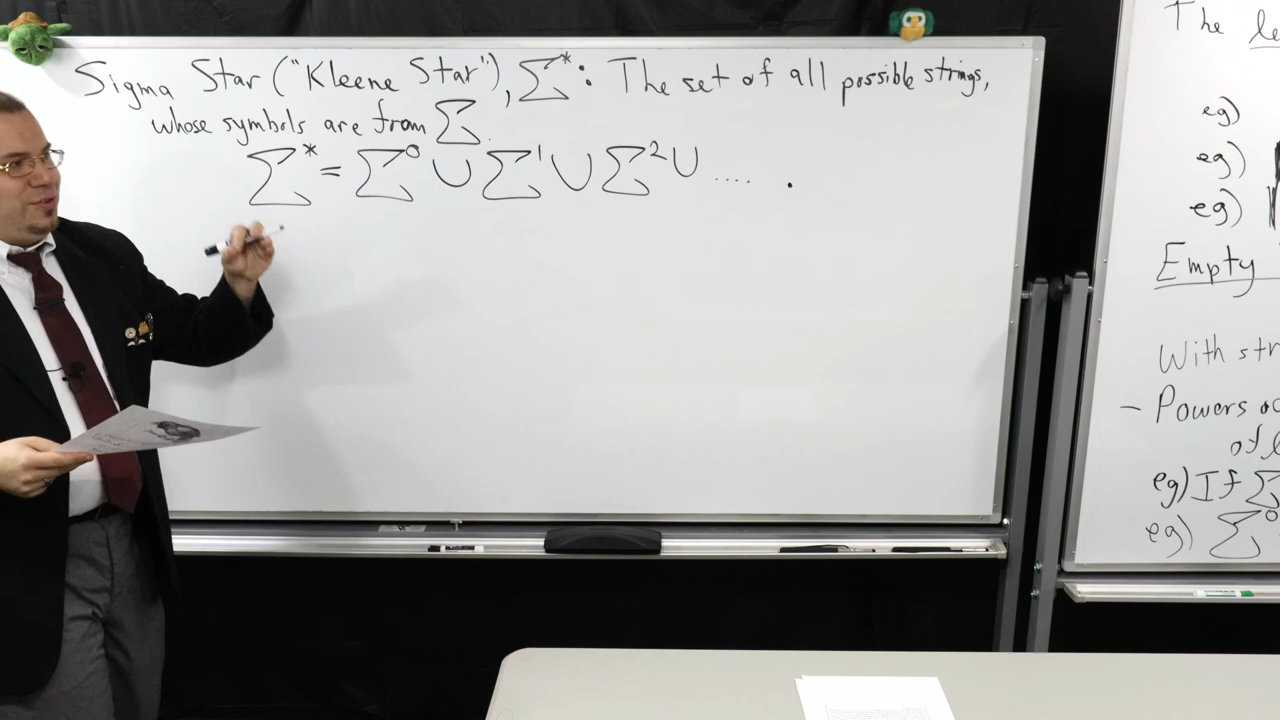 Sigma Star ("Kleene Star"), Σ*: The set of all possible strings,
whose symbols are from Σ.
Σ* = Σ⁰ ∪ Σ¹ ∪ Σ² ∪ .... .
The
eg)
eg)
eg)
Empty
With
- Powers
of
eg) If Σ
eg) Σ⁰